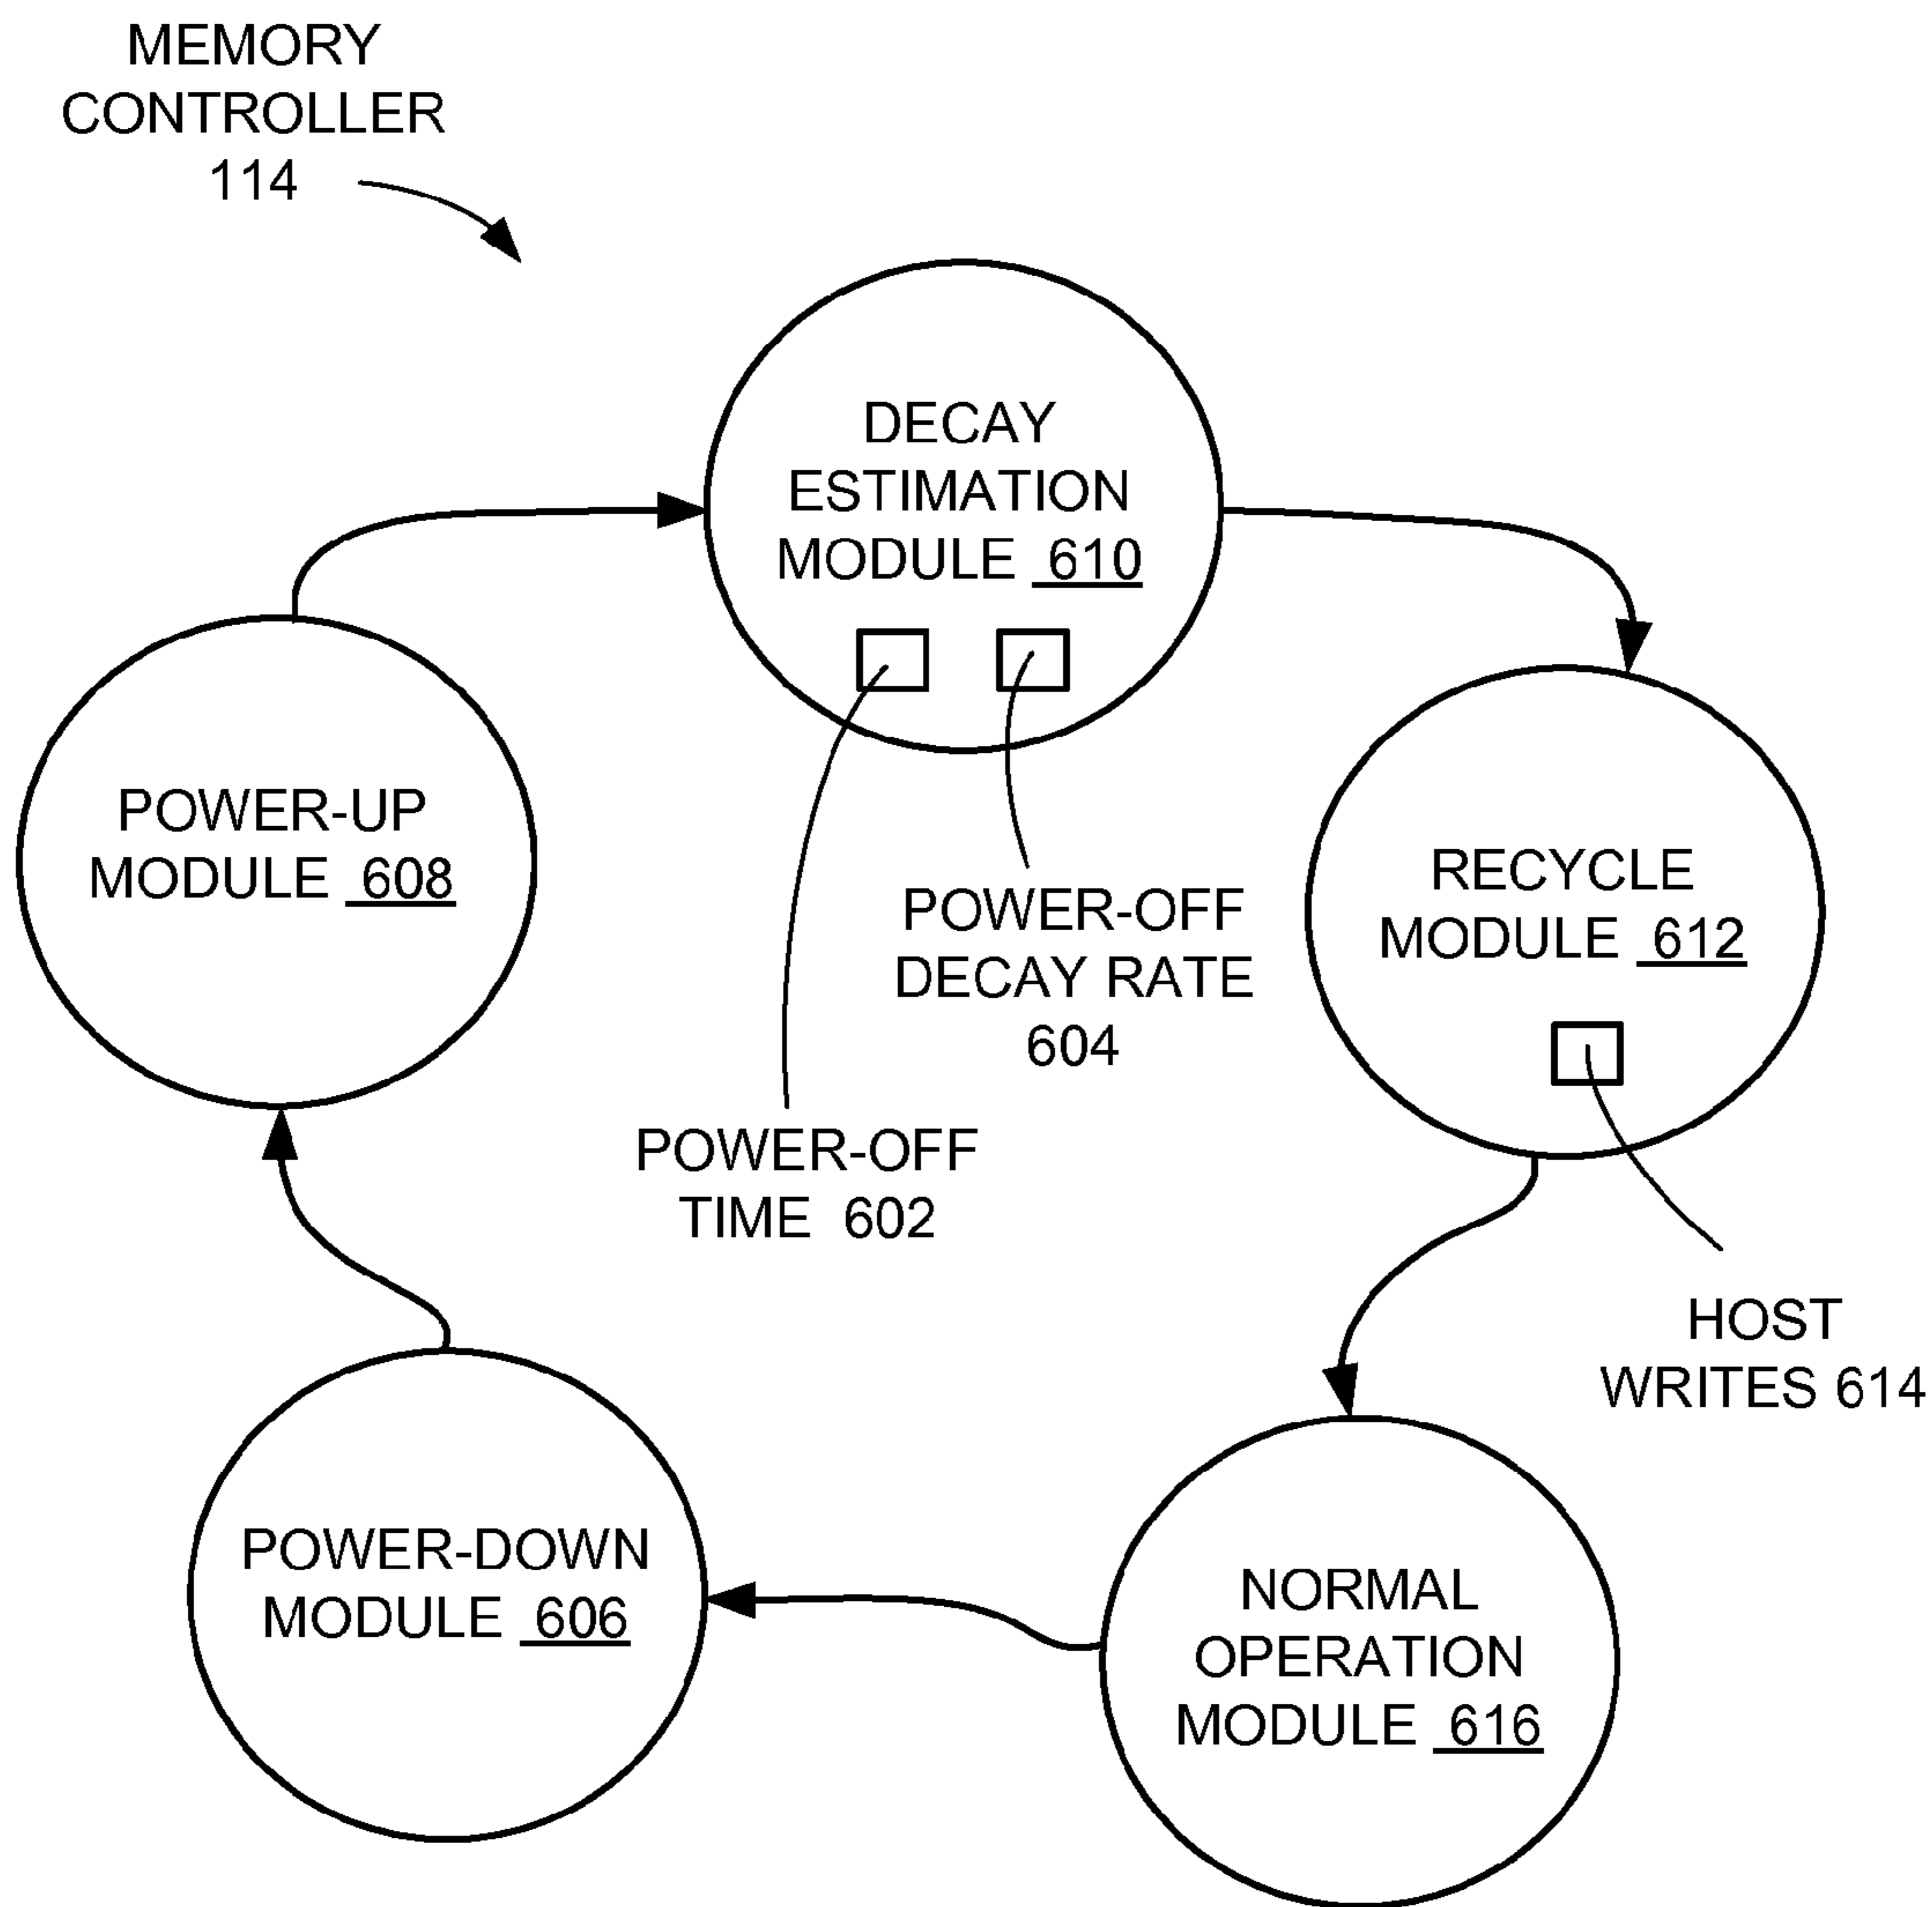 MEMORY
CONTROLLER
114
DECAY
ESTIMATION
MODULE 610
POWER-UP
MODULE 608
RECYCLE
MODULE 612
POWER-OFF
DECAY RATE
604
POWER-OFF
TIME 602
HOST
WRITES 614
POWER-DOWN
MODULE 606
NORMAL
OPERATION
MODULE 616